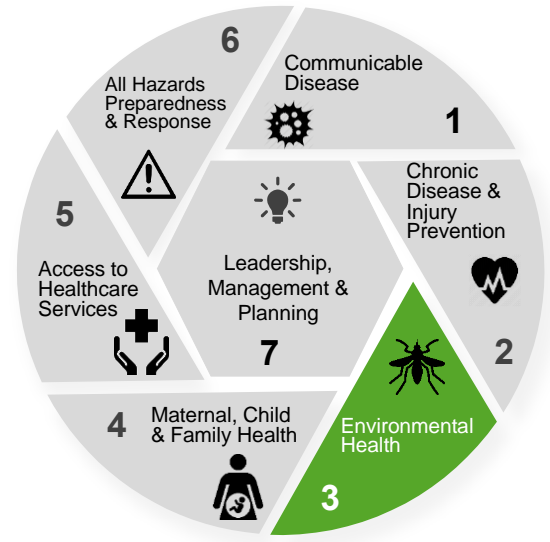 6
All Hazards
Preparedness
& Response
Communicable
Disease
1
Chronic
Disease &
Injury
Prevention
2
Environmental
Health
3
4
Maternal, Child
& Family Health
5
Access to
Healthcare
Services
Leadership,
Management &
Planning
7